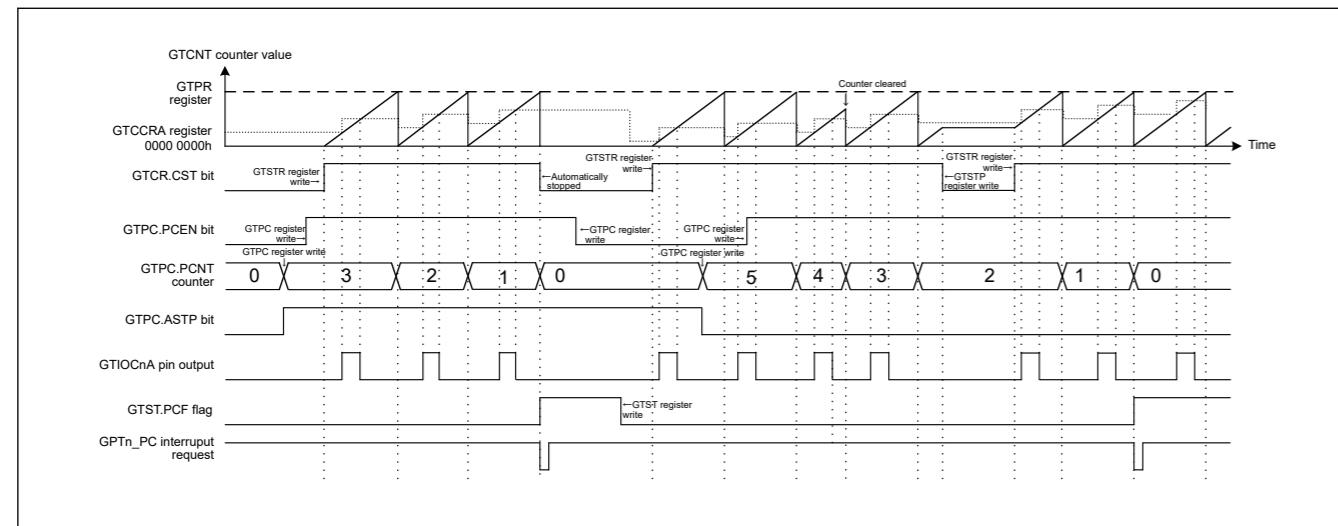 GTCNT counter value
GTPR
register
Counter cleared
GTCCRA register
0000 0000h
Time
GTCR.CST bit
GTSTR register
write→
←Automatically
stopped
GTSTR register
write→
←GTSTP
register write
GTSTR register
write→
GTPC.PCEN bit
GTPC register
write→
←GTPC register
write
GTPC register
write→
GTPC register write
GTPC register write
GTPC.PCNT
counter
0 3 2 1 0 5 4 3 2 1 0
GTPC.ASTP bit
GTIOCnA pin output
GTST.PCF flag
←GTST register
write
GPTn_PC interruput
request